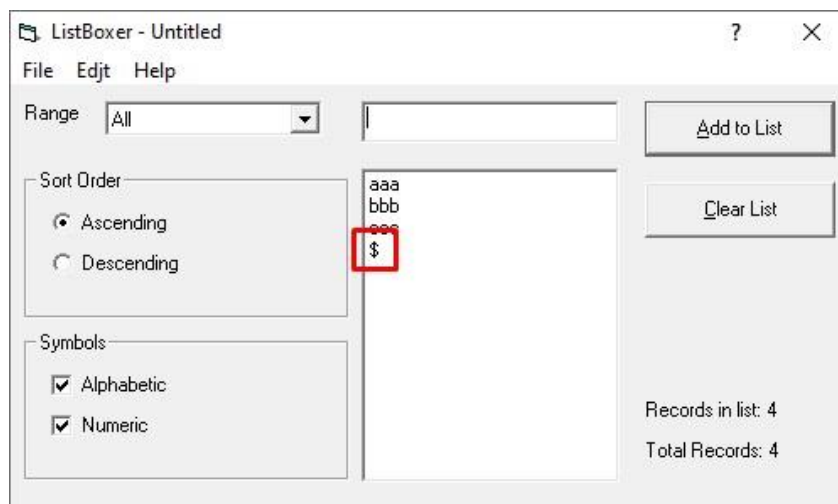 ListBoxer - Untitled ?
File Edjt Help
Range All Add to List
Sort Order
Ascending
Descending
aaa
bbb
$
Clear List
Symbols
Alphabetic
Numeric
Records in list: 4
Total Records: 4